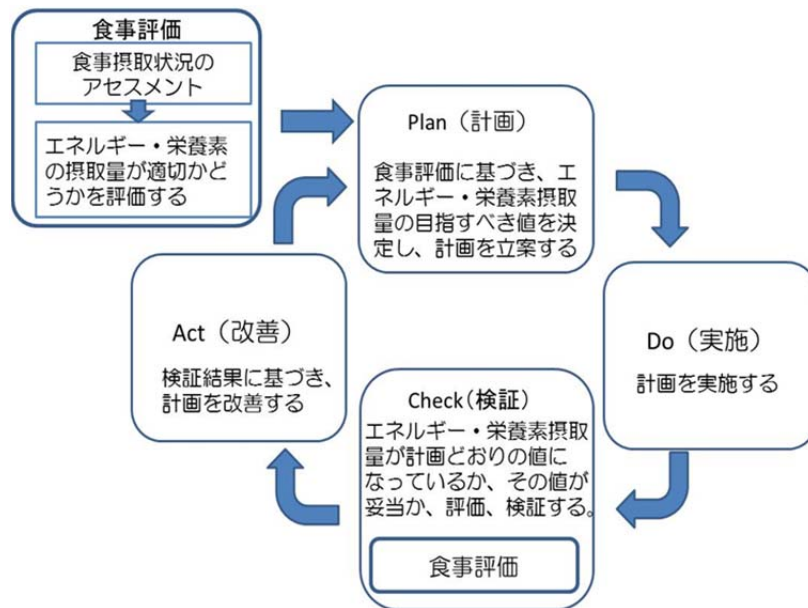 食事評価
食事摂取状況の
アセスメント
エネルギー・栄養素
の摂取量が適切かど
うかを評価する
Plan（計画）
食事評価に基づき、エ
ネルギー・栄養素摂取
量の目指すべき値を決
定し、計画を立案する
Do（実施）
計画を実施する
Check（検証）
エネルギー・栄養素摂取
量が計画どおりの値に
なっているか、その値が
妥当か、評価、検証する。
食事評価
Act（改善）
検証結果に基づき、
計画を改善する